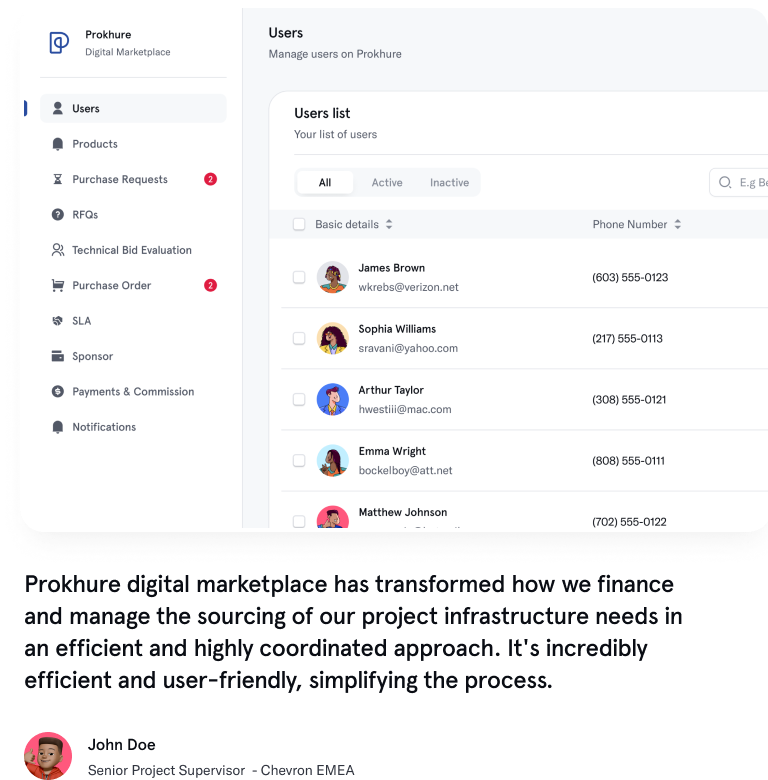 Prokhure
Digital Marketplace
Users
Products
Purchase Requests 2
RFQs
Technical Bid Evaluation
Purchase Order 2
SLA
Sponsor
Payments & Commission
Notifications
Users
Manage users on Prokhure
Users list
Your list of users
All Active Inactive
E.g Be
Basic details Phone Number
James Brown
wkrebs@verizon.net
(603) 555-0123
Sophia Williams
sravani@yahoo.com
(217) 555-0113
Arthur Taylor
hwestiii@mac.com
(308) 555-0121
Emma Wright
bockelboy@att.net
(808) 555-0111
Matthew Johnson
(702) 555-0122
Prokhure digital marketplace has transformed how we finance
and manage the sourcing of our project infrastructure needs in
an efficient and highly coordinated approach. It's incredibly
efficient and user-friendly, simplifying the process.
John Doe
Senior Project Supervisor - Chevron EMEA